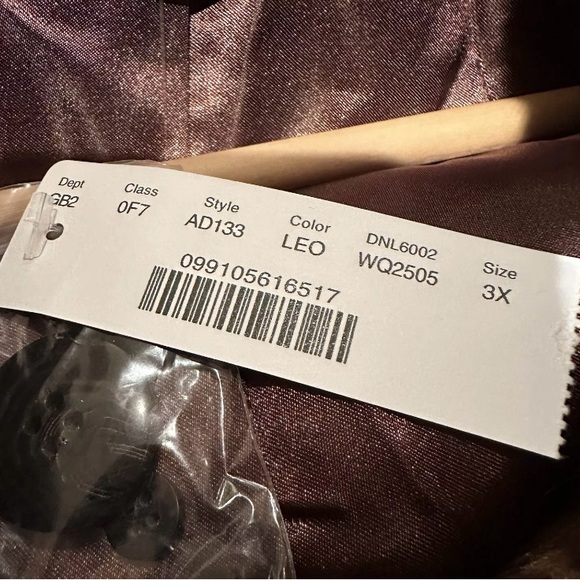 Dept Class Style Color DNL6002 Size
GB2 0F7 AD133 LEO WQ2505 3X
099105616517